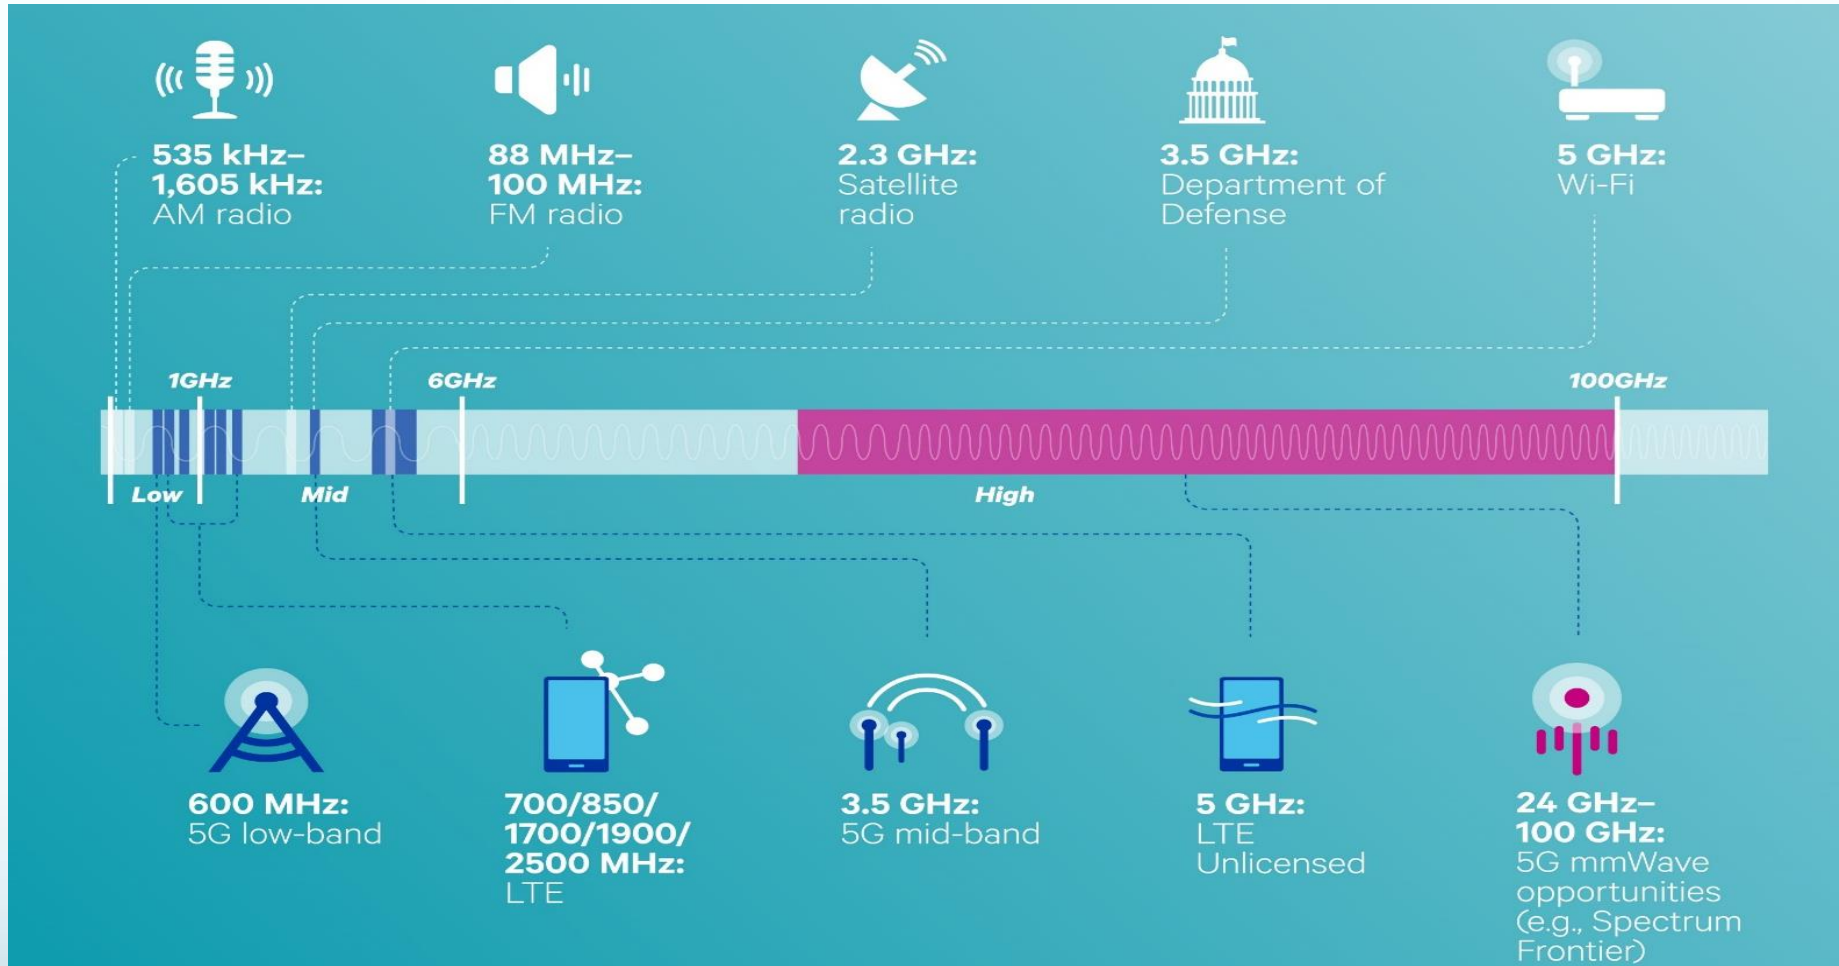 535 kHz–
1,605 kHz:
AM radio
88 MHz–
100 MHz:
FM radio
2.3 GHz:
Satellite
radio
3.5 GHz:
Department of
Defense
5 GHz:
Wi-Fi
1GHz
6GHz
100GHz
Low
Mid
High
600 MHz:
5G low-band
700/850/
1700/1900/
2500 MHz:
LTE
3.5 GHz:
5G mid-band
5 GHz:
LTE
Unlicensed
24 GHz–
100 GHz:
5G mmWave
opportunities
(e.g., Spectrum
Frontier)